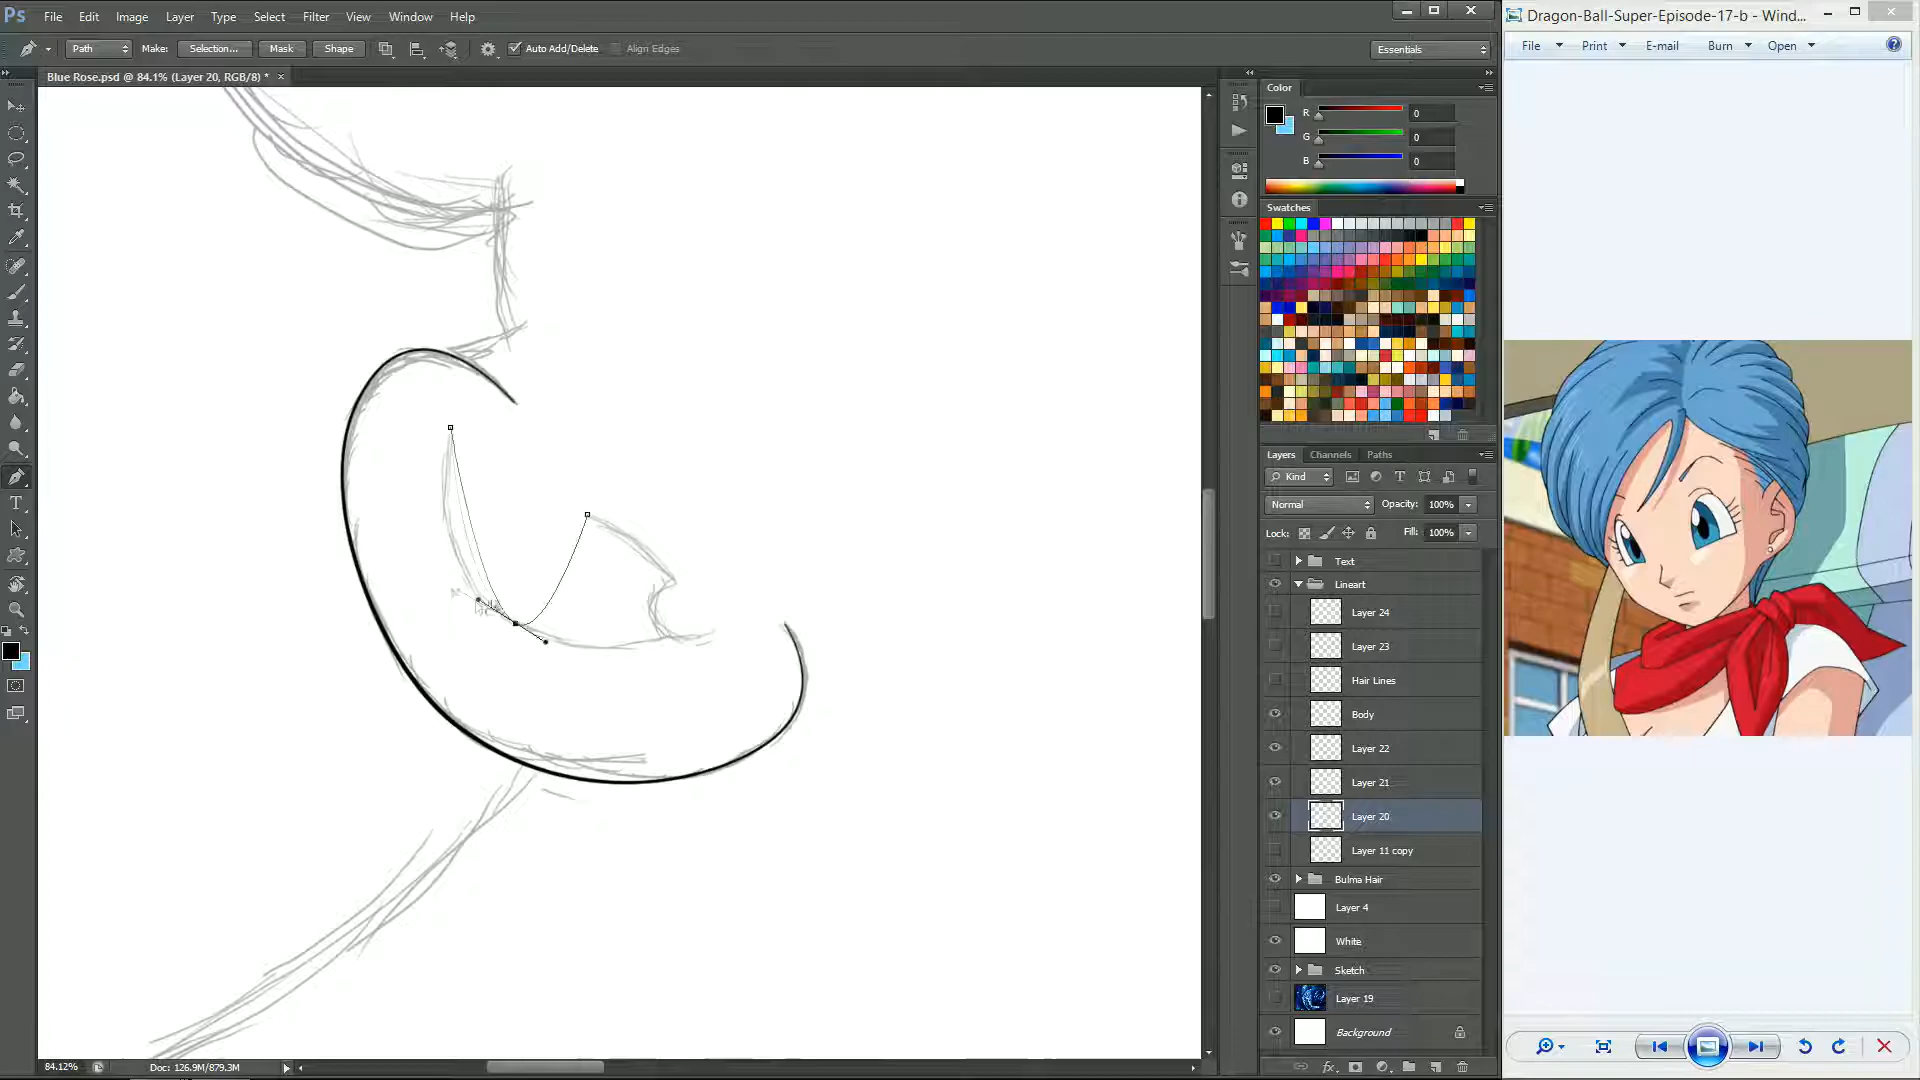 Ps File Edit Image Layer Type Select Filter View Window Help
Dragon-Ball-Super-Episode-17-b - Wind...
Path Make: Selection... Mask Shape Auto Add/Delete Align Edges Essentials
File Print E-mail Burn Open
Blue Rose.psd @ 84.1% (Layer 20, RGB/8) *
Color
R 0
G 0
B 0
Swatches
Layers Channels Paths
Kind
Normal Opacity: 100%
Lock: Fill: 100%
Text
Lineart
Layer 24
Layer 23
Hair Lines
Body
Layer 22
Layer 21
Layer 20
Layer 11 copy
Bulma Hair
Layer 4
White
Sketch
Layer 19
Background
84.12% Doc: 126.9M/879.3M